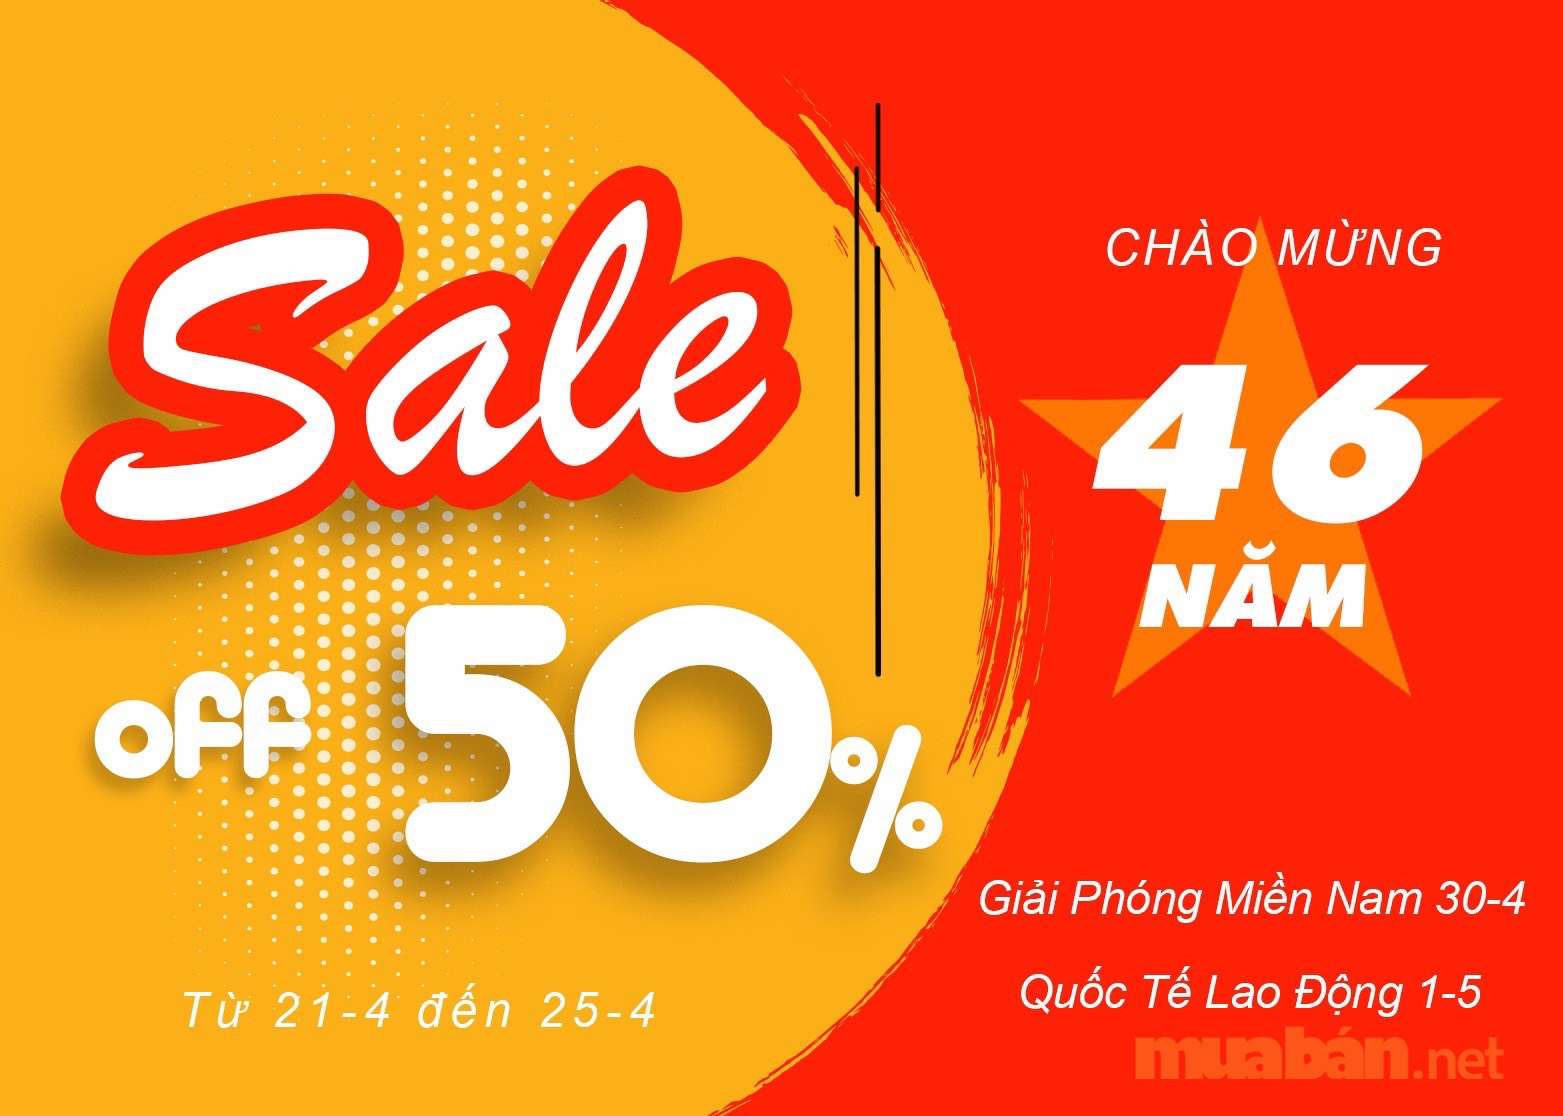 Sale
off 50%
Từ 21-4 đến 25-4
CHÀO MỪNG
46
NĂM
Giải Phóng Miền Nam 30-4
Quốc Tế Lao Động 1-5
muabán.net